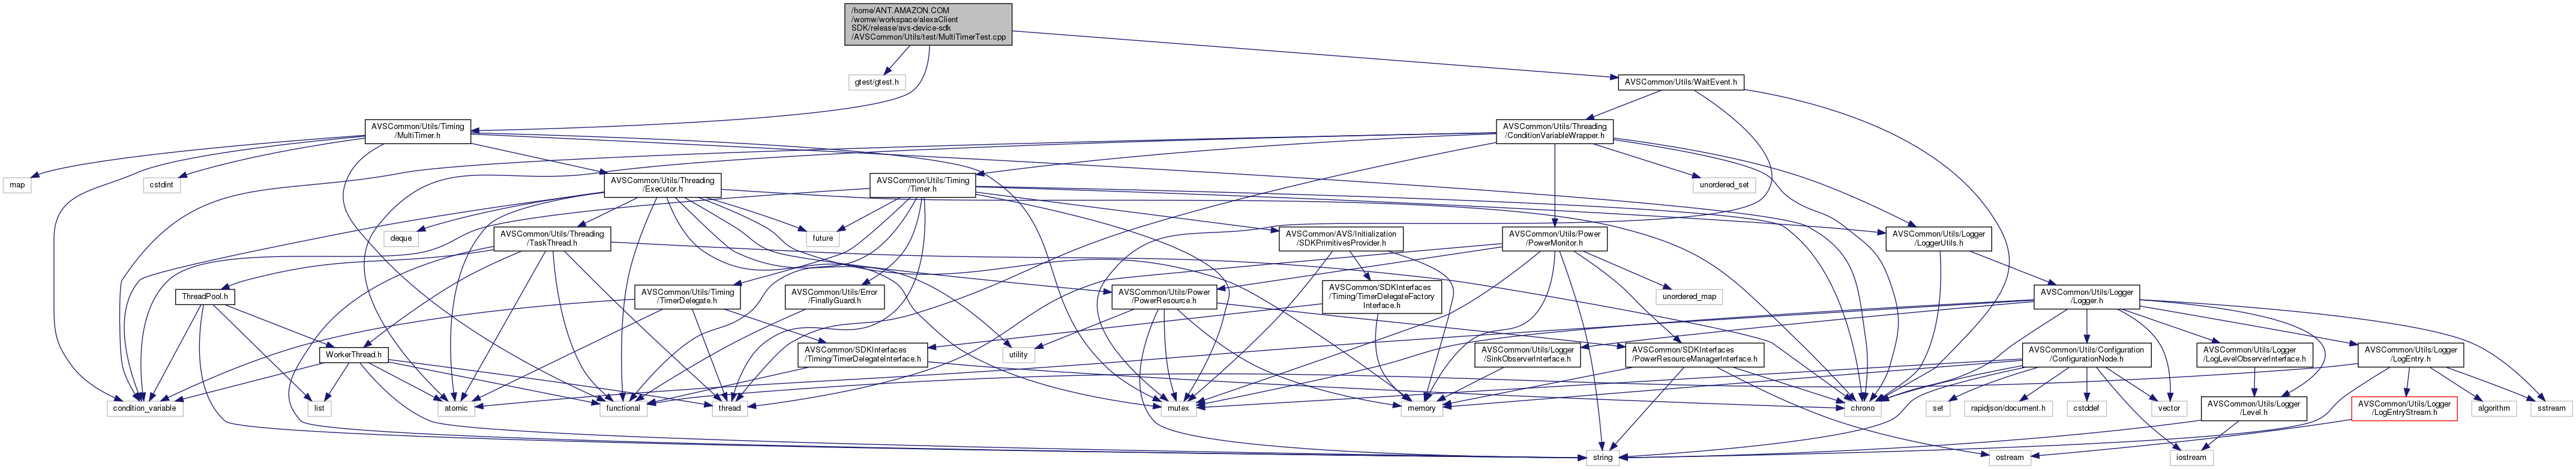 /home/ANT.AMAZON.COM
/womw/workspace/alexaClient
SDK/release/avs-device-sdk
/AVSCommon/Utils/test/MultiTimerTest.cpp
gtest/gtest.h
AVSCommon/Utils/WaitEvent.h
AVSCommon/Utils/Timing
/MultiTimer.h
AVSCommon/Utils/Threading
/ConditionVariableWrapper.h
map
cstdint
AVSCommon/Utils/Threading
/Executor.h
AVSCommon/Utils/Timing
/Timer.h
unordered_set
deque
AVSCommon/Utils/Threading
/TaskThread.h
future
AVSCommon/AVS/Initialization
/SDKPrimitivesProvider.h
AVSCommon/Utils/Power
/PowerMonitor.h
AVSCommon/Utils/Logger
/LoggerUtils.h
ThreadPool.h
AVSCommon/Utils/Timing
/TimerDelegate.h
AVSCommon/Utils/Error
/FinallyGuard.h
AVSCommon/Utils/Power
/PowerResource.h
AVSCommon/SDKInterfaces
/Timing/TimerDelegateFactory
Interface.h
unordered_map
AVSCommon/Utils/Logger
/Logger.h
WorkerThread.h
AVSCommon/SDKInterfaces
/Timing/TimerDelegateInterface.h
utility
AVSCommon/Utils/Logger
/SinkObserverInterface.h
AVSCommon/SDKInterfaces
/PowerResourceManagerInterface.h
AVSCommon/Utils/Configuration
/ConfigurationNode.h
AVSCommon/Utils/Logger
/LogLevelObserverInterface.h
AVSCommon/Utils/Logger
/LogEntry.h
condition_variable
list
atomic
functional
thread
mutex
memory
chrono
set
rapidjson/document.h
cstddef
vector
AVSCommon/Utils/Logger
/Level.h
AVSCommon/Utils/Logger
/LogEntryStream.h
algorithm
sstream
string
ostream
iostream